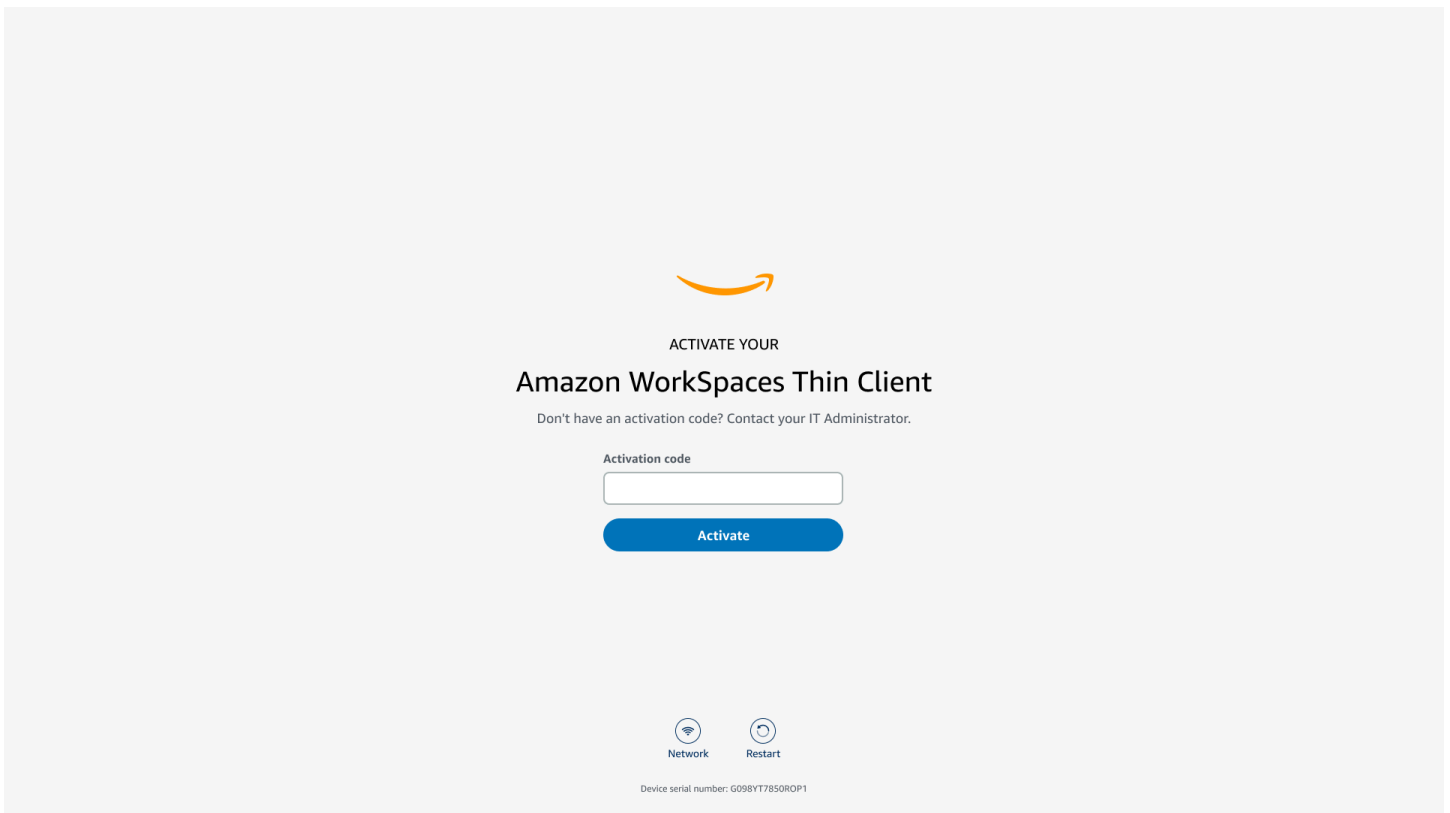 ACTIVATE YOUR
Amazon WorkSpaces Thin Client
Don't have an activation code? Contact your IT Administrator.
Activation code
Activate
Network Restart
Device serial number: G098YT7850ROP1